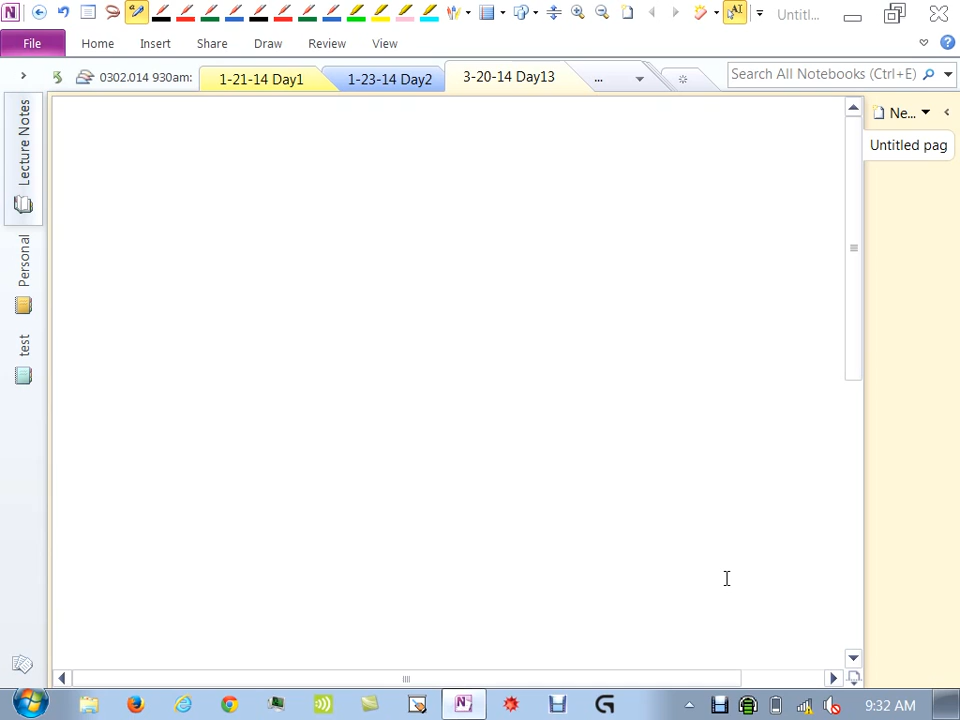 Untitl...
File Home Insert Share Review Draw View
0302.014 930am: 1-21-14 Day1 1-23-14 Day2 3-20-14 Day13 ... Search All Notebooks (Ctrl+E)
Ne...
Untitled pag
Lecture Notes
Personal
test
9:32 AM